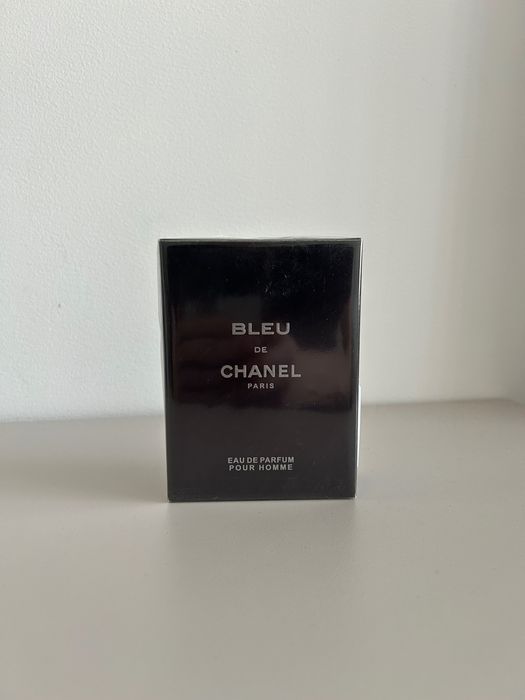 BLEU
DE
CHANEL
PARIS
EAU DE PARFUM
POUR HOMME